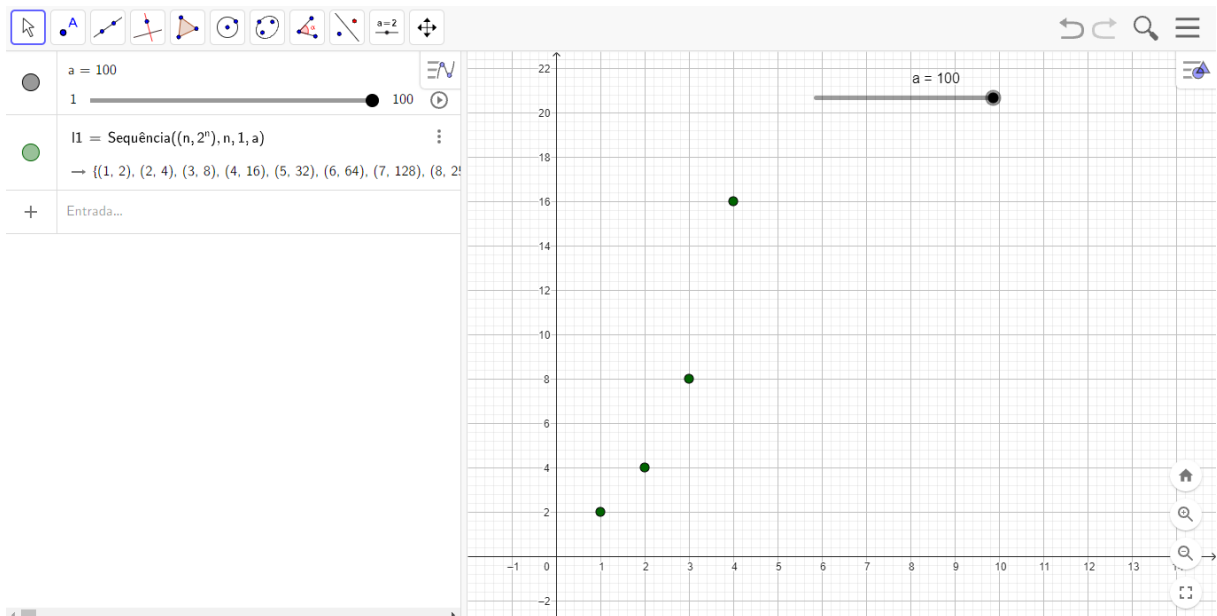 A
a=2
a = 100
1
100
l1 = Sequência((n, 2ⁿ), n, 1, a)
→ {(1, 2), (2, 4), (3, 8), (4, 16), (5, 32), (6, 64), (7, 128), (8, 2
+ Entrada...
a = 100
22
20
18
16
14
12
10
8
6
4
2
−1 0 1 2 3 4 5 6 7 8 9 10 11 12 13
−2